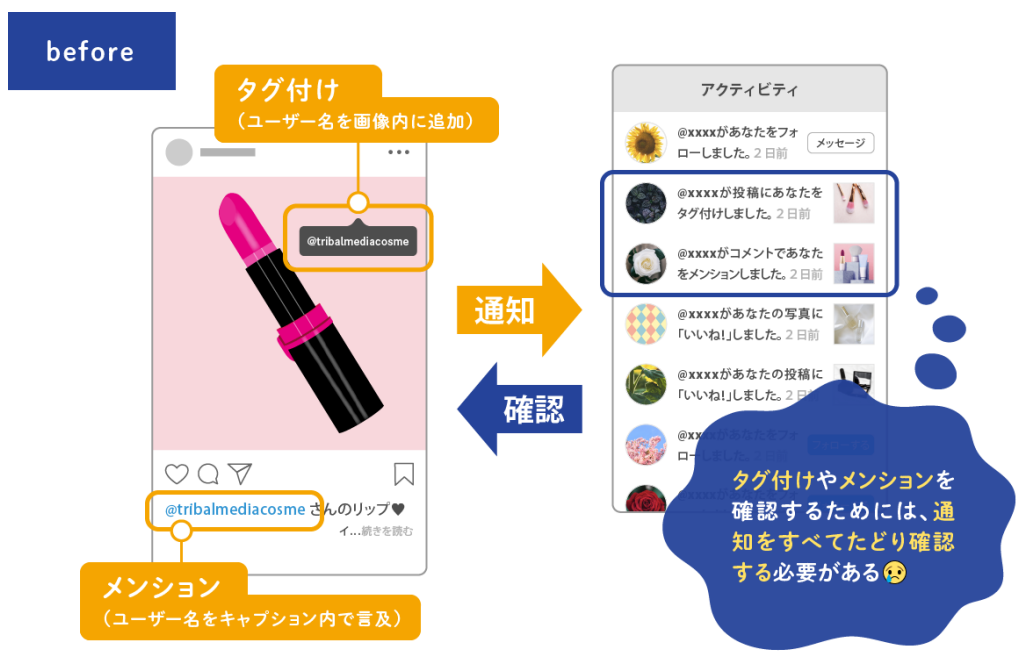 before
タグ付け
（ユーザー名を画像内に追加）
@tribalmediacosme
@tribalmediacosme さんのリップ♥
イ…続きを読む
メンション
（ユーザー名をキャプション内で言及）
通知
確認
アクティビティ
@xxxxがあなたをフォ
ローしました。2日前
メッセージ
@xxxxが投稿にあなたを
タグ付けしました。2日前
@xxxxがコメントであなた
をメンションしました。2日前
@xxxxがあなたの写真に
「いいね!」しました。2日前
@xxxxがあなたの投稿に
「いいね!」しました。2日
@xxxxがあなたをフォ
ローしました。
タグ付けやメンションを
確認するためには、通
知をすべてたどり確認
する必要がある😢